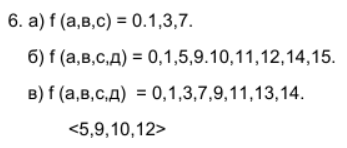 6. а) f (а,в,с) = 0.1,3,7.
б) f (а,в,с,д) = 0,1,5,9.10,11,12,14,15.
в) f (а,в,с,д) = 0,1,3,7,9,11,13,14.
<5,9,10,12>